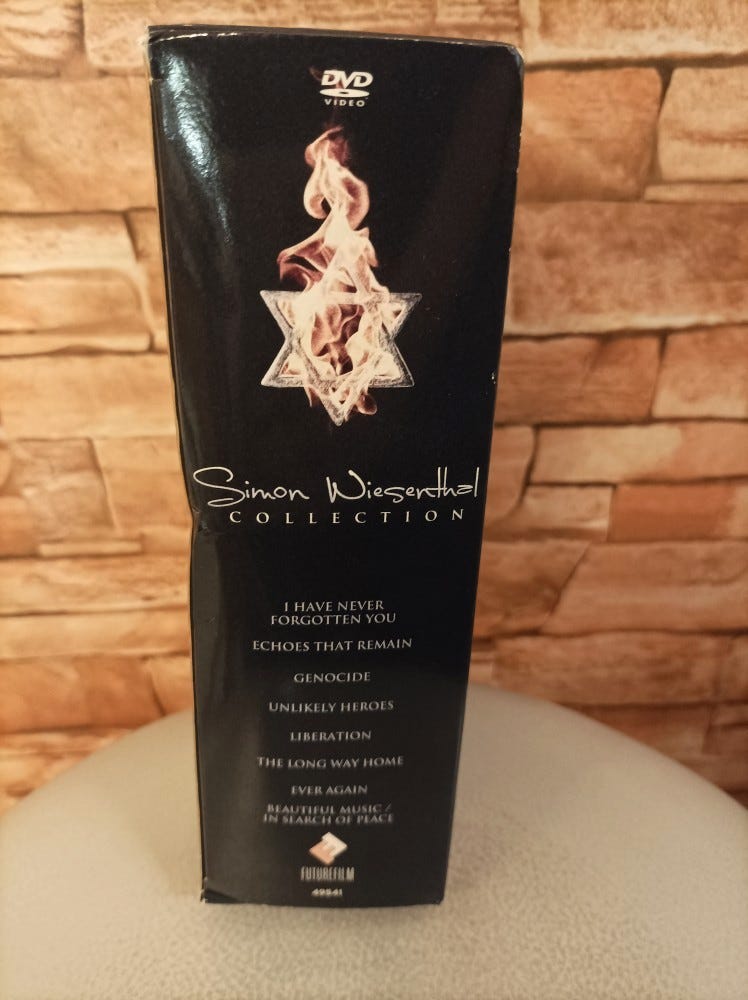 DVD
VIDEO
Simon Wiesenthal
COLLECTION
I HAVE NEVER
FORGOTTEN YOU
ECHOES THAT REMAIN
GENOCIDE
UNLIKELY HEROES
LIBERATION
THE LONG WAY HOME
EVER AGAIN
BEAUTIFUL MUSIC /
IN SEARCH OF PEACE
FUTUREFILM
49541